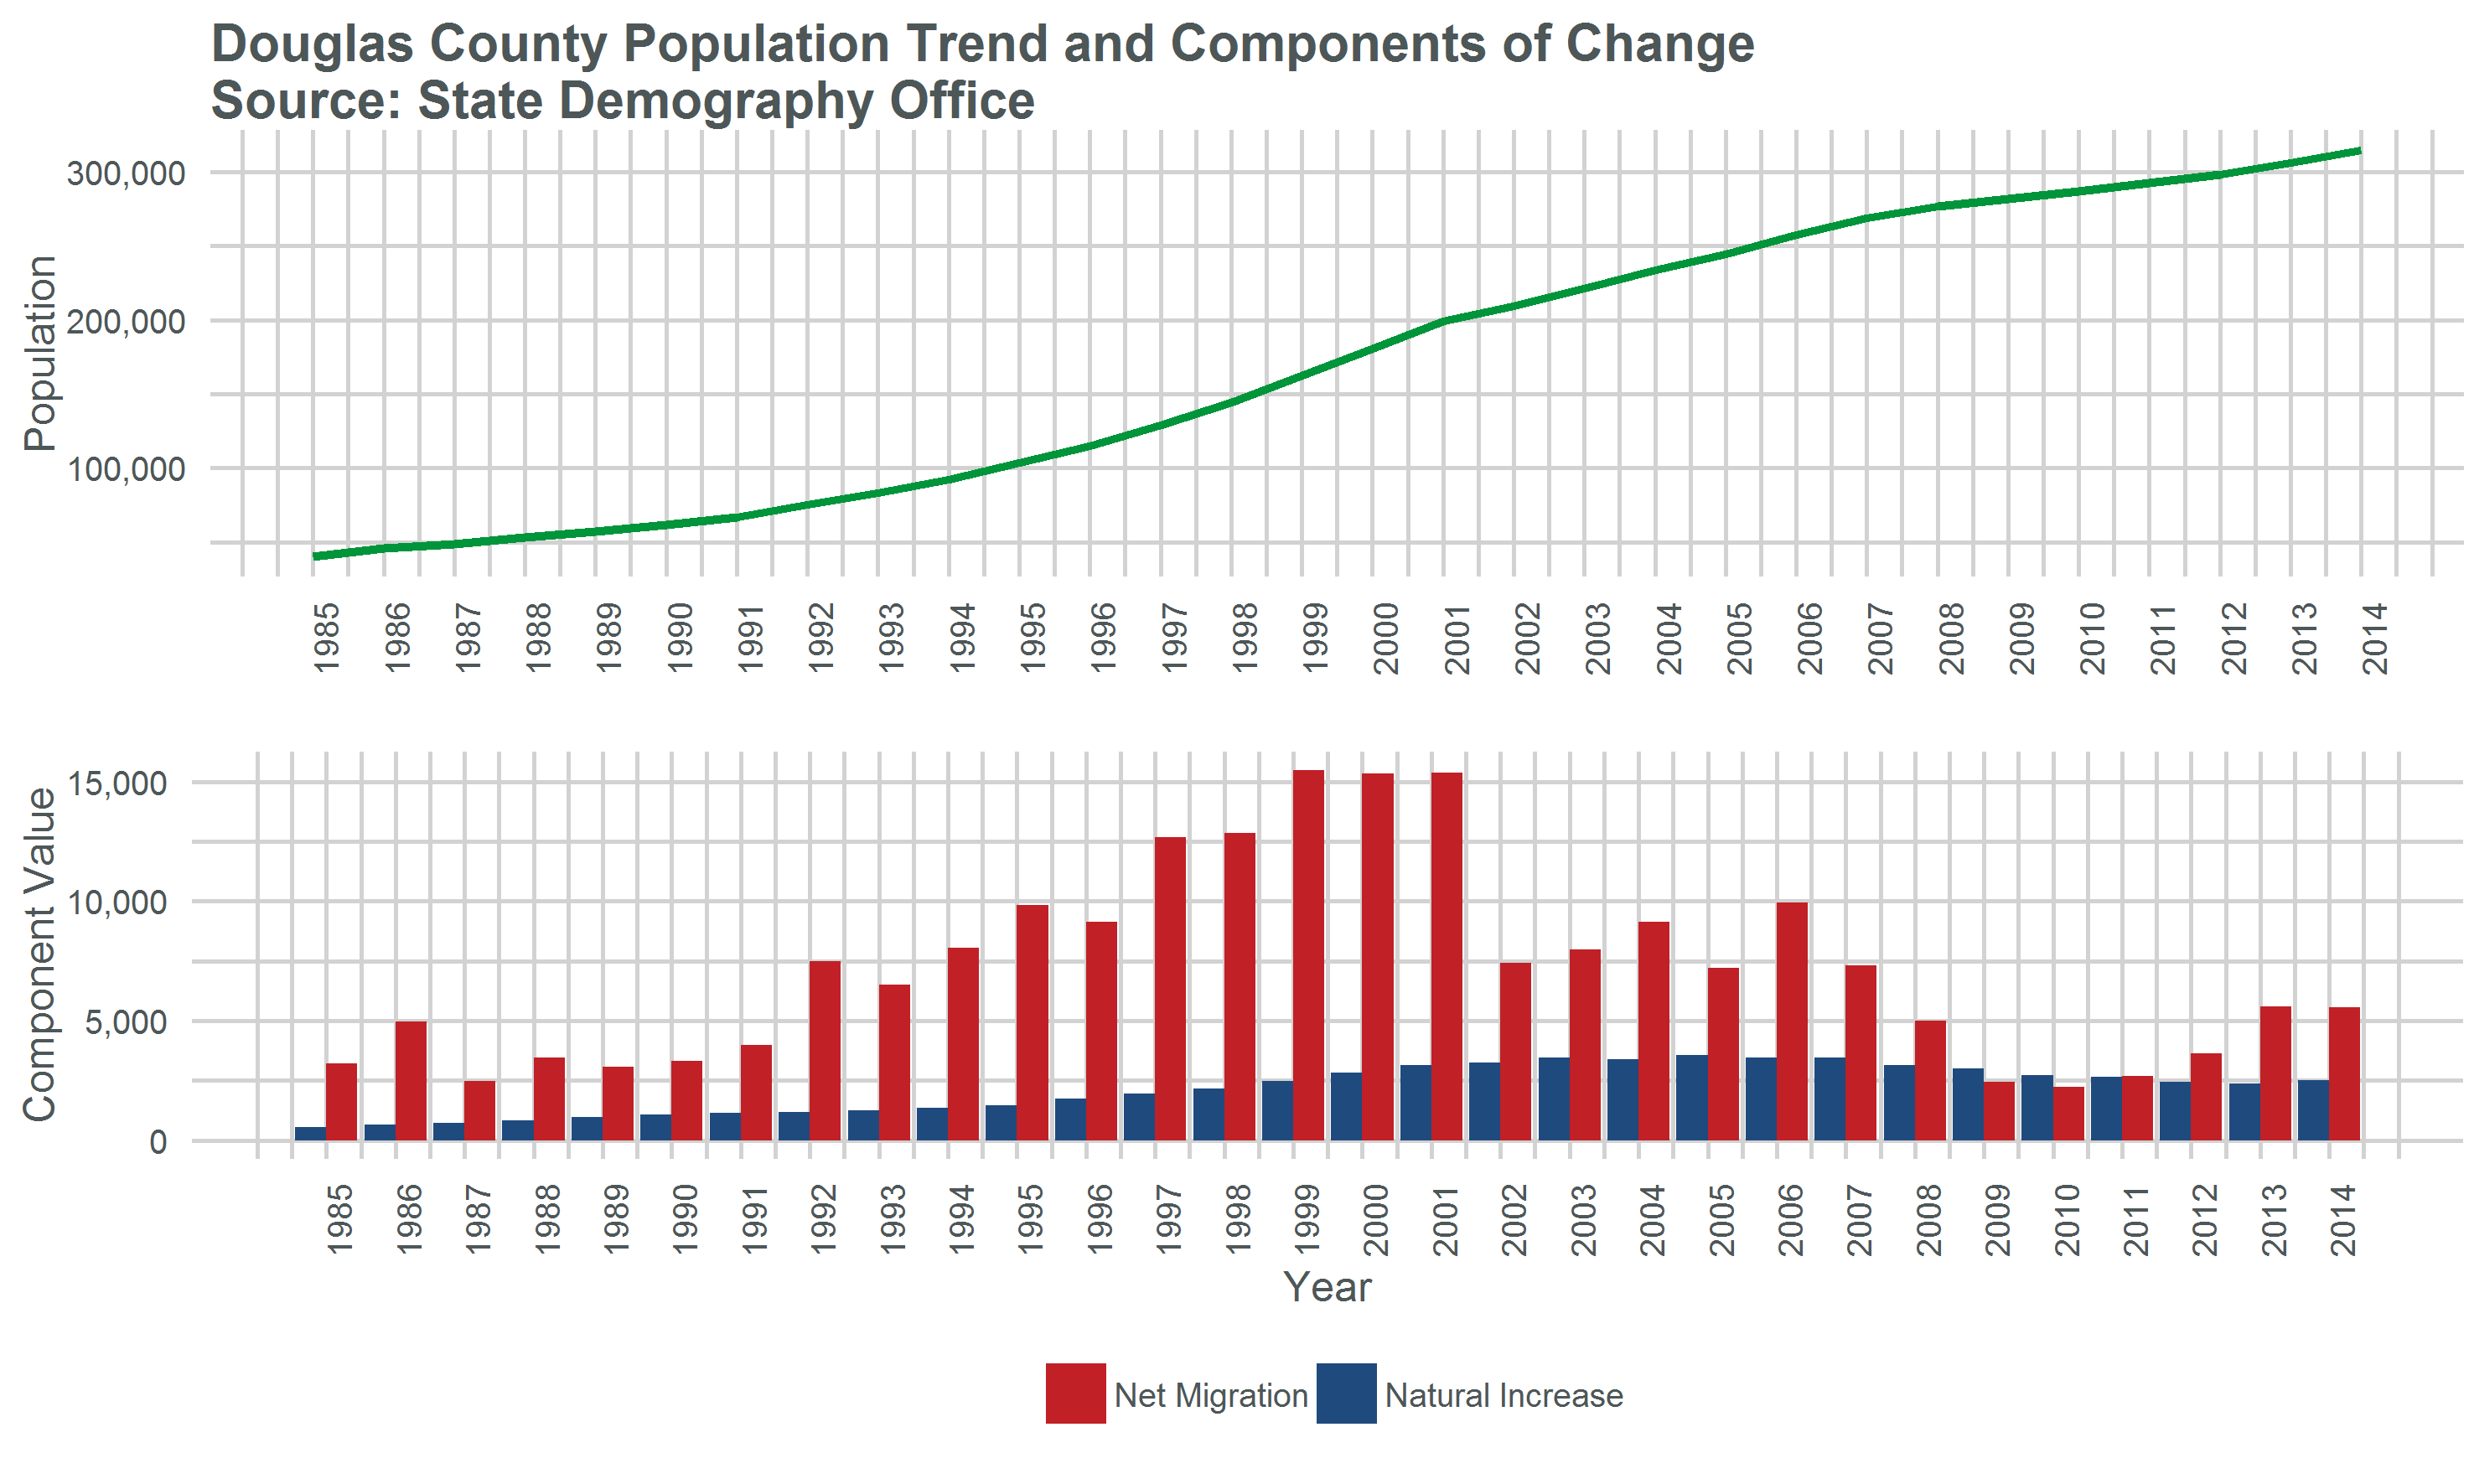 Douglas County Population Trend and Components of Change
Source: State Demography Office
Population
300,000
200,000
100,000
1985 1986 1987 1988 1989 1990 1991 1992 1993 1994 1995 1996 1997 1998 1999 2000 2001 2002 2003 2004 2005 2006 2007 2008 2009 2010 2011 2012 2013 2014
Component Value
15,000
10,000
5,000
0
1985 1986 1987 1988 1989 1990 1991 1992 1993 1994 1995 1996 1997 1998 1999 2000 2001 2002 2003 2004 2005 2006 2007 2008 2009 2010 2011 2012 2013 2014
Year
Net Migration Natural Increase